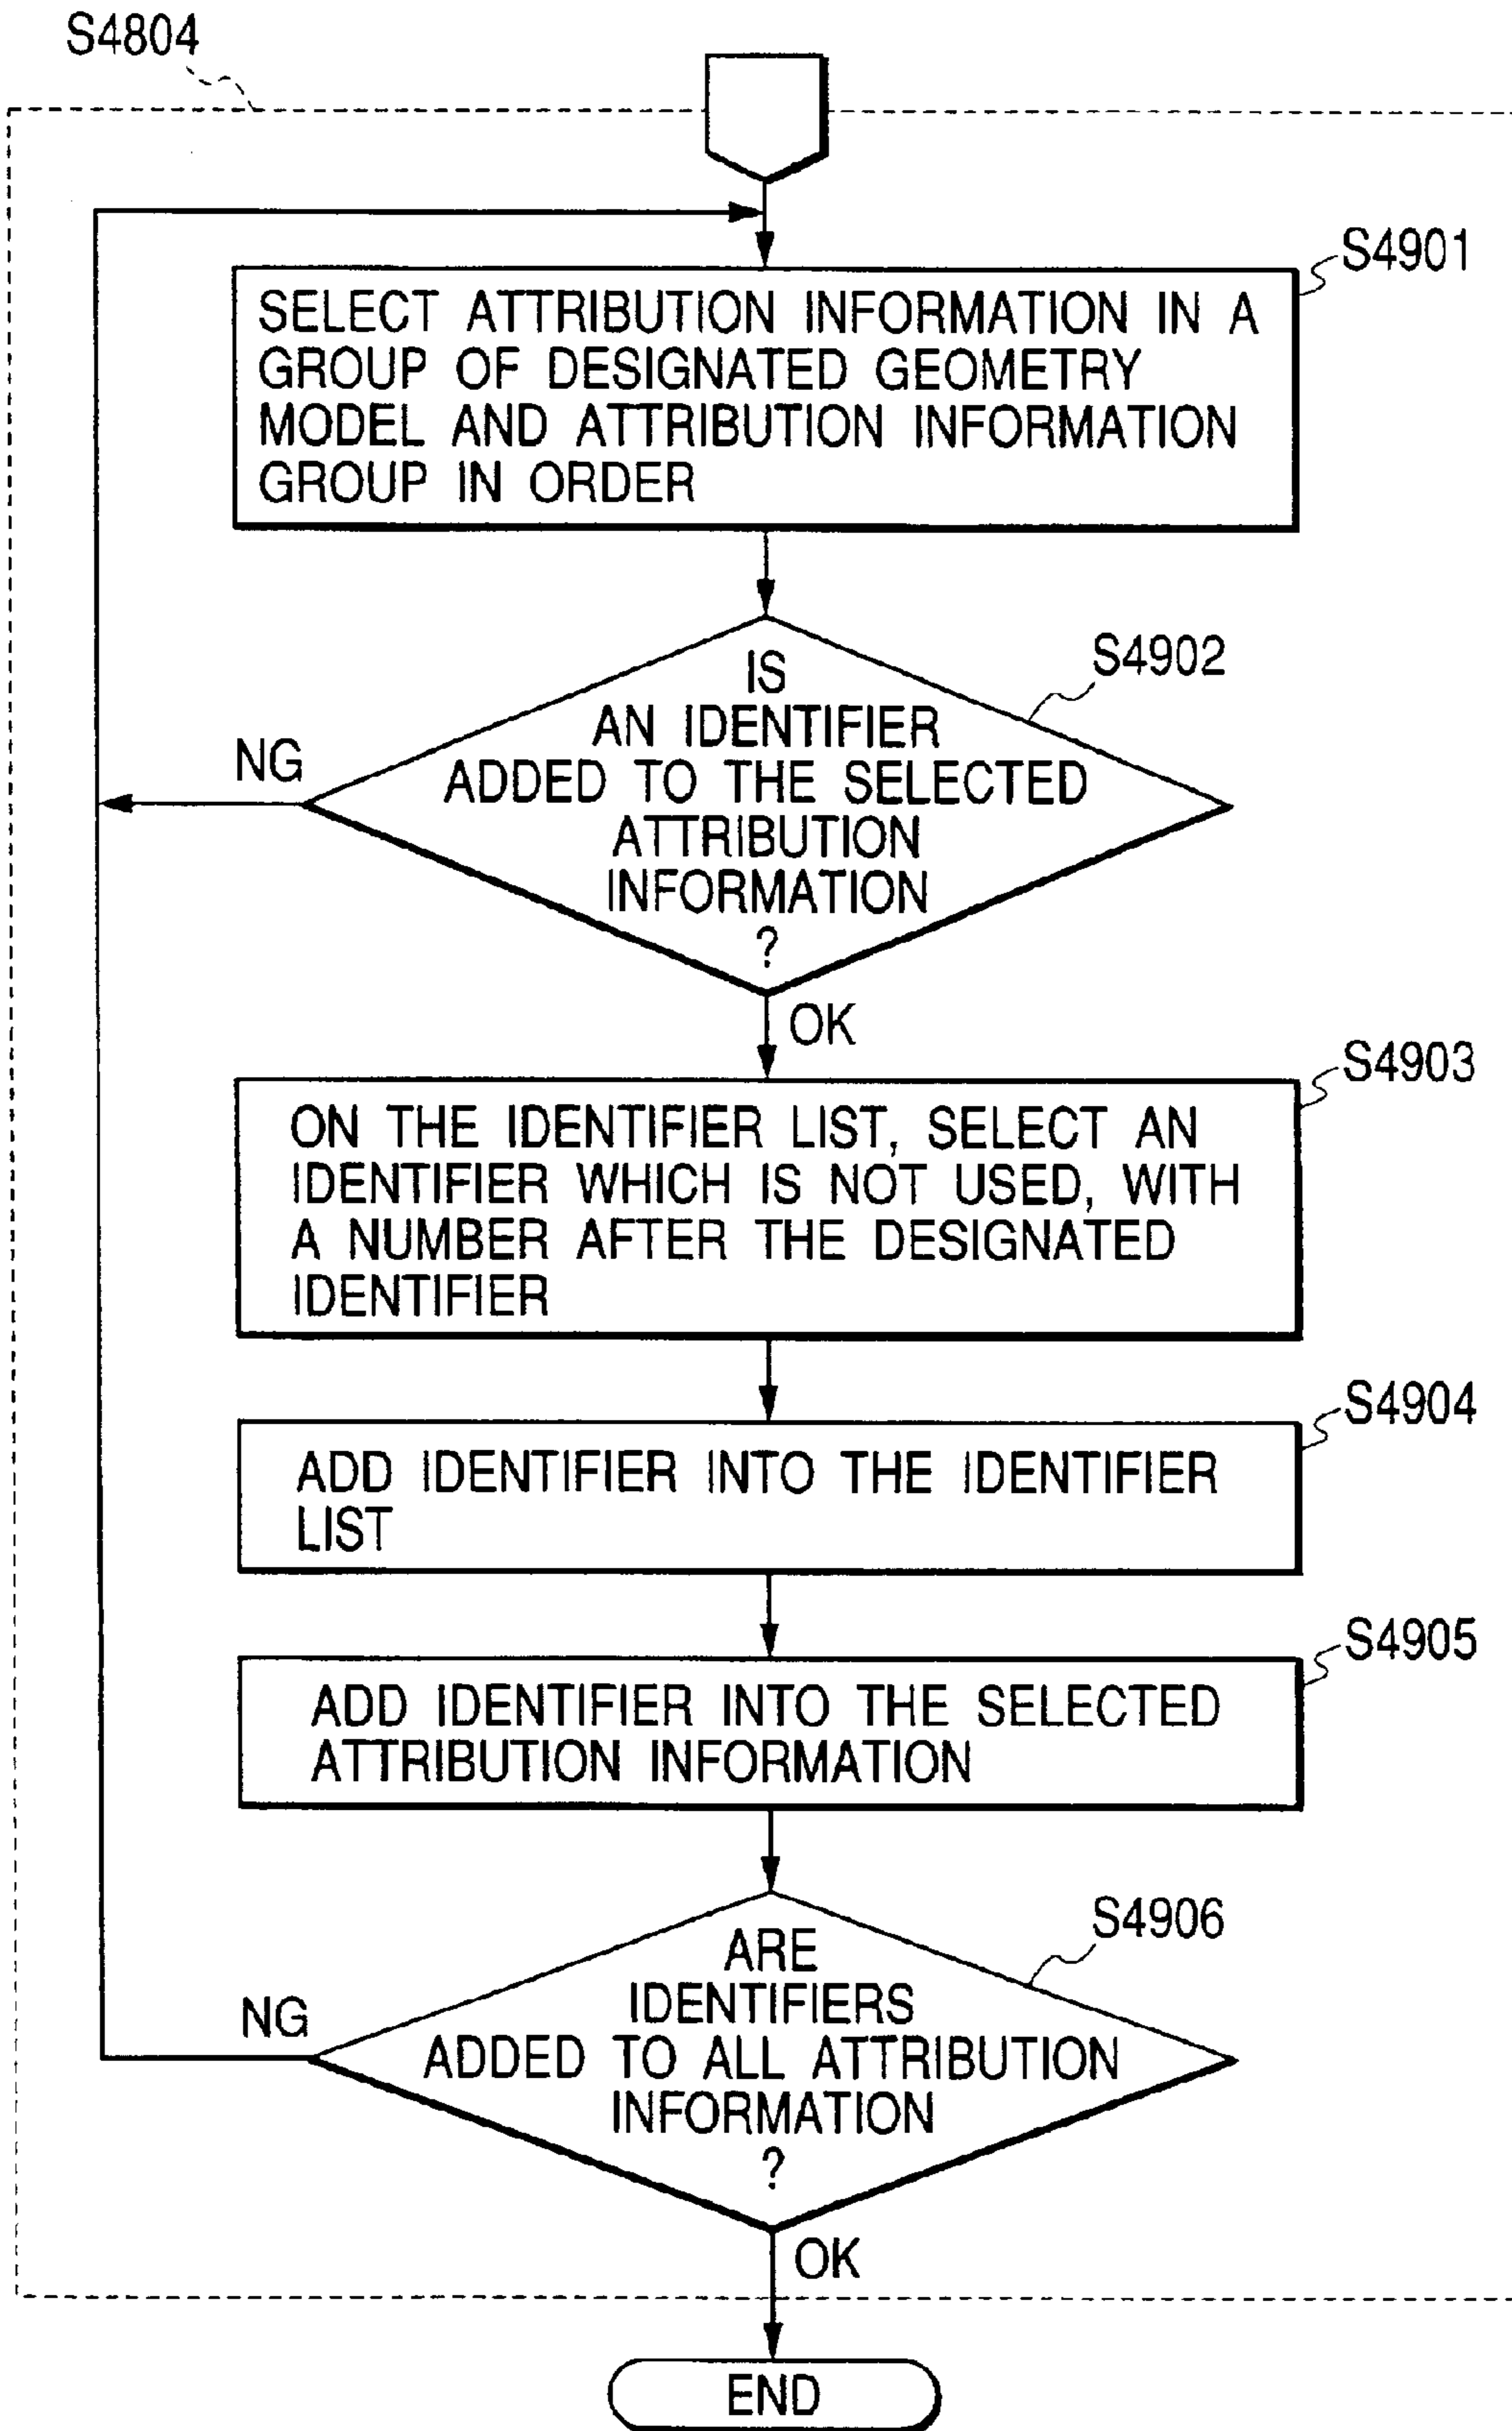 S4804
S4901
SELECT ATTRIBUTION INFORMATION IN A
GROUP OF DESIGNATED GEOMETRY
MODEL AND ATTRIBUTION INFORMATION
GROUP IN ORDER
S4902
IS
AN IDENTIFIER
ADDED TO THE SELECTED
ATTRIBUTION
INFORMATION
?
NG
OK
S4903
ON THE IDENTIFIER LIST, SELECT AN
IDENTIFIER WHICH IS NOT USED, WITH
A NUMBER AFTER THE DESIGNATED
IDENTIFIER
S4904
ADD IDENTIFIER INTO THE IDENTIFIER
LIST
S4905
ADD IDENTIFIER INTO THE SELECTED
ATTRIBUTION INFORMATION
S4906
ARE
IDENTIFIERS
ADDED TO ALL ATTRIBUTION
INFORMATION
?
NG
OK
END